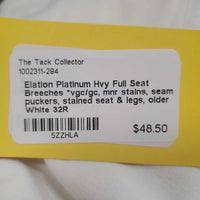 The Tack Collector
1002311-294
Elation Platinum Hvy Full Seat
Breeches *vgc/gc, mnr stains, seam
puckers, stained seat & legs, older
White 32R
5ZZHLA
$48.50